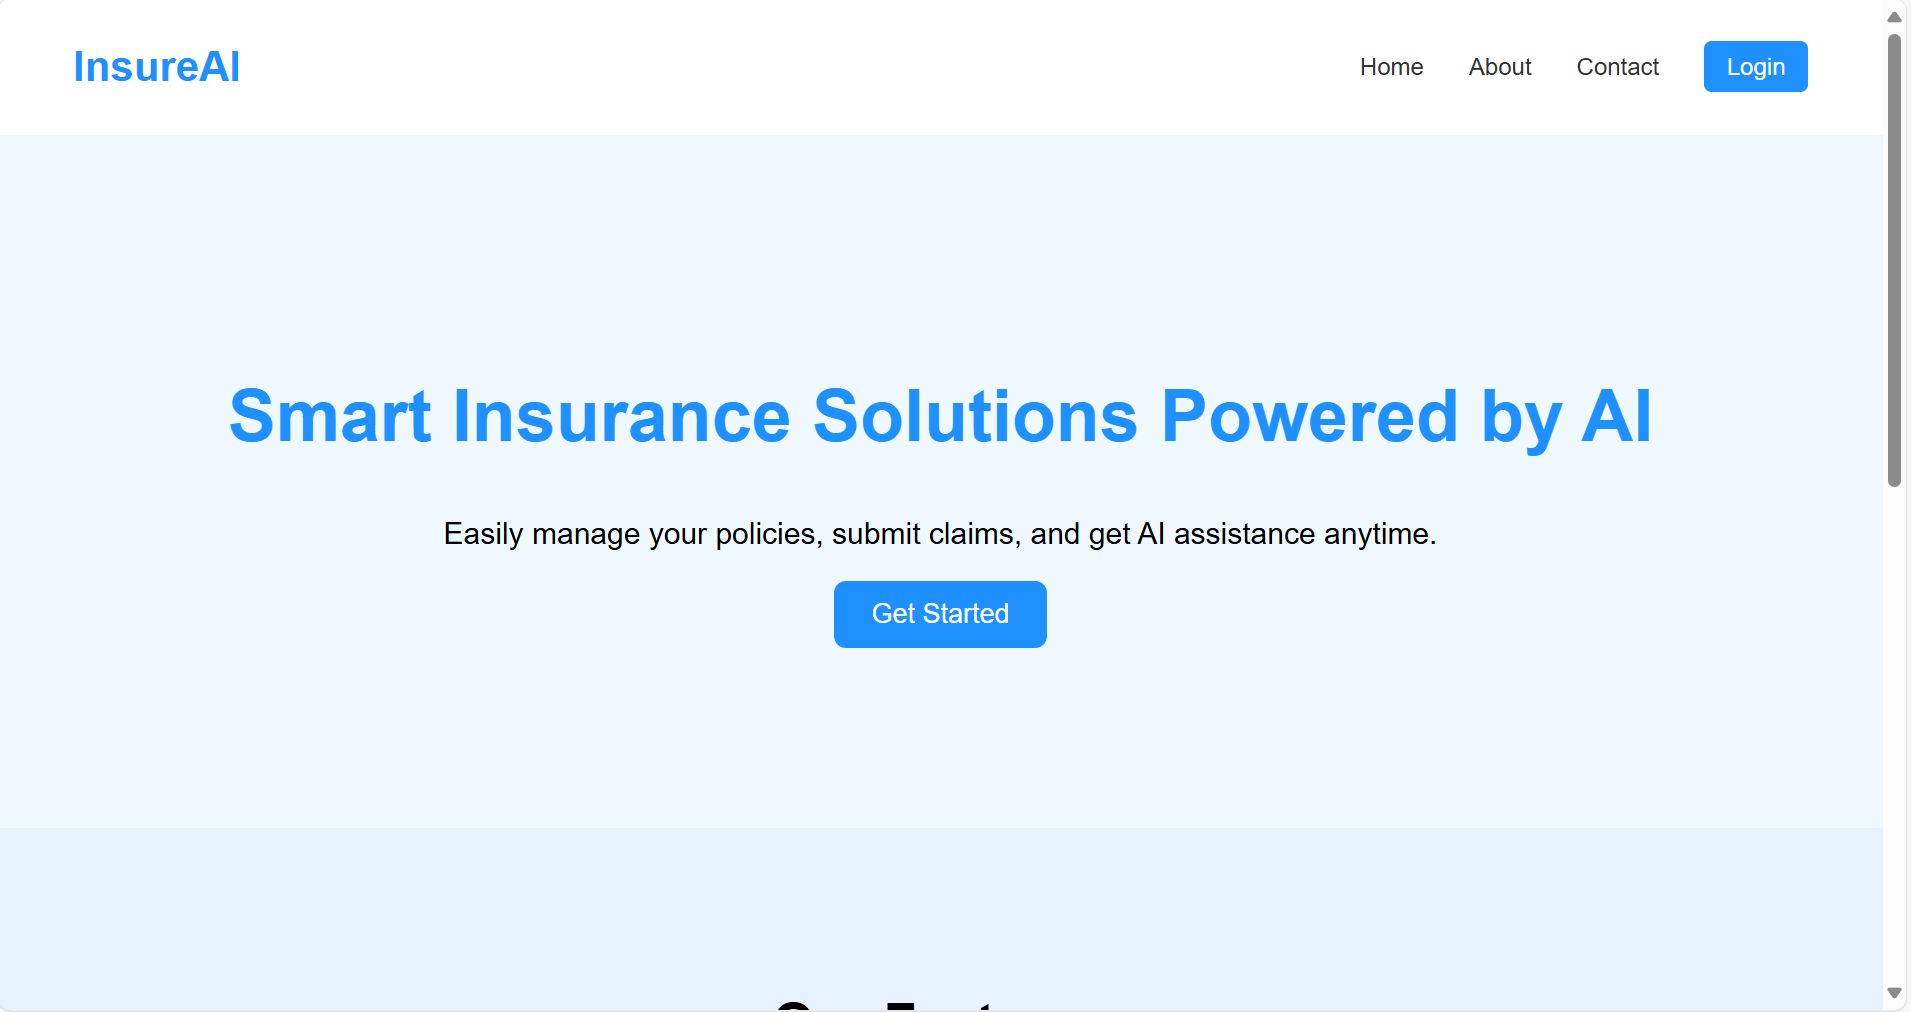 InsureAI
Home About Contact Login
Smart Insurance Solutions Powered by AI
Easily manage your policies, submit claims, and get AI assistance anytime.
Get Started